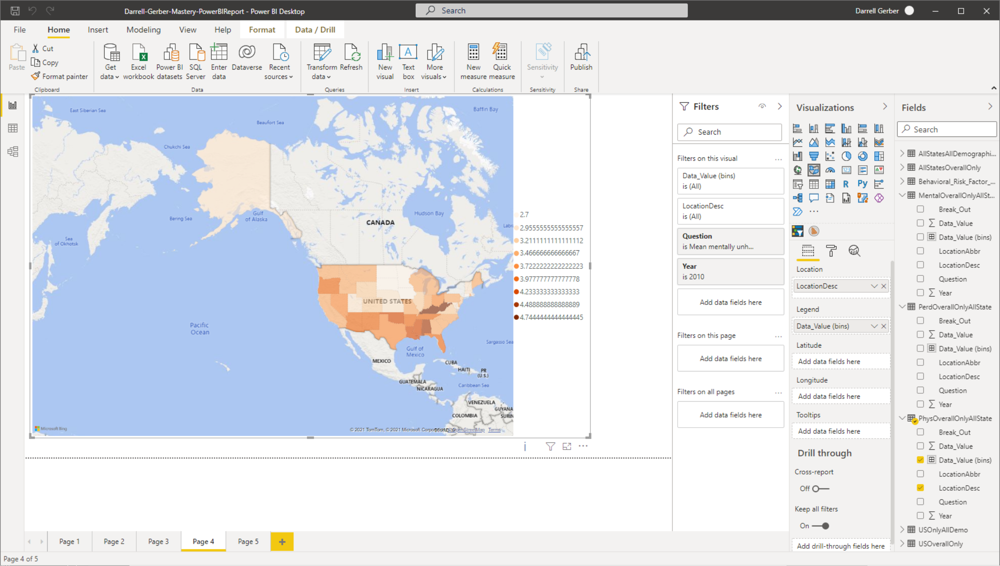 Darrell-Gerber-Mastery-PowerBIReport - Power BI Desktop
Search
Darrell Gerber
File
Home
Insert
Modeling
View
Help
Format
Data / Drill
Paste
Cut
Copy
Format painter
Clipboard
Get
data
Excel
workbook
Power BI
datasets
SQL
Server
Enter
data
Dataverse
Recent
sources
Data
Transform
data
Refresh
Queries
New
visual
Text
box
More
visuals
Insert
New
measure
Quick
measure
Calculations
Sensitivity
Sensitivity
Publish
Share
East Siberian Sea
Beaufort Sea
Baffin Bay
Chukchi Sea
Bering Sea
Gulf
of Alaska
Hudson Bay
CANADA
Labra
Sea
of Okhotsk
UNITED STATES
Pacific
Ocean
Gulf of
Mexico
Sargasso Sea
MEXICO
CUBA
HAITI
PR
(U.S.)
GUATEMALA
NICARAGUA
Caribbean Sea
VENEZUELA
GUYANA
COLOMBIA
SURIN
Microsoft Bing
© 2021 TomTom, © 2021 Microsoft Corporation, © OpenStreetMap Terms
2.7
2.9555555555555557
3.2111111111111112
3.466666666666667
3.7222222222222223
3.977777777777778
4.233333333333333
4.488888888888889
4.7444444444444445
Filters
Search
Filters on this visual
...
Data_Value (bins)
is (All)
LocationDesc
is (All)
Question
is Mean mentally unh...
Year
is 2010
Add data fields here
Filters on this page
...
Add data fields here
Filters on all pages
...
Add data fields here
Visualizations
123
R
Py
...
Location
LocationDesc
Legend
Data_Value (bins)
Latitude
Add data fields here
Longitude
Add data fields here
Tooltips
Add data fields here
Drill through
Cross-report
Off
Keep all filters
On
Add drill-through fields here
Fields
Search
AllStatesAllDemographi...
AllStatesOverallOnly
Behavioral_Risk_Factor_...
MentalOverallOnlyAllSt...
Break_Out
Data_Value
Data_Value (bins)
LocationAbbr
LocationDesc
Question
Year
PerdOverallOnlyAllState
Break_Out
Data_Value
Data_Value (bins)
LocationAbbr
LocationDesc
Question
Year
PhysOverallOnlyAllState
Break_Out
Data_Value
Data_Value (bins)
LocationAbbr
LocationDesc
Question
Year
USOnlyAllDemo
USOverallOnly
Page 1
Page 2
Page 3
Page 4
Page 5
+
Page 4 of 5